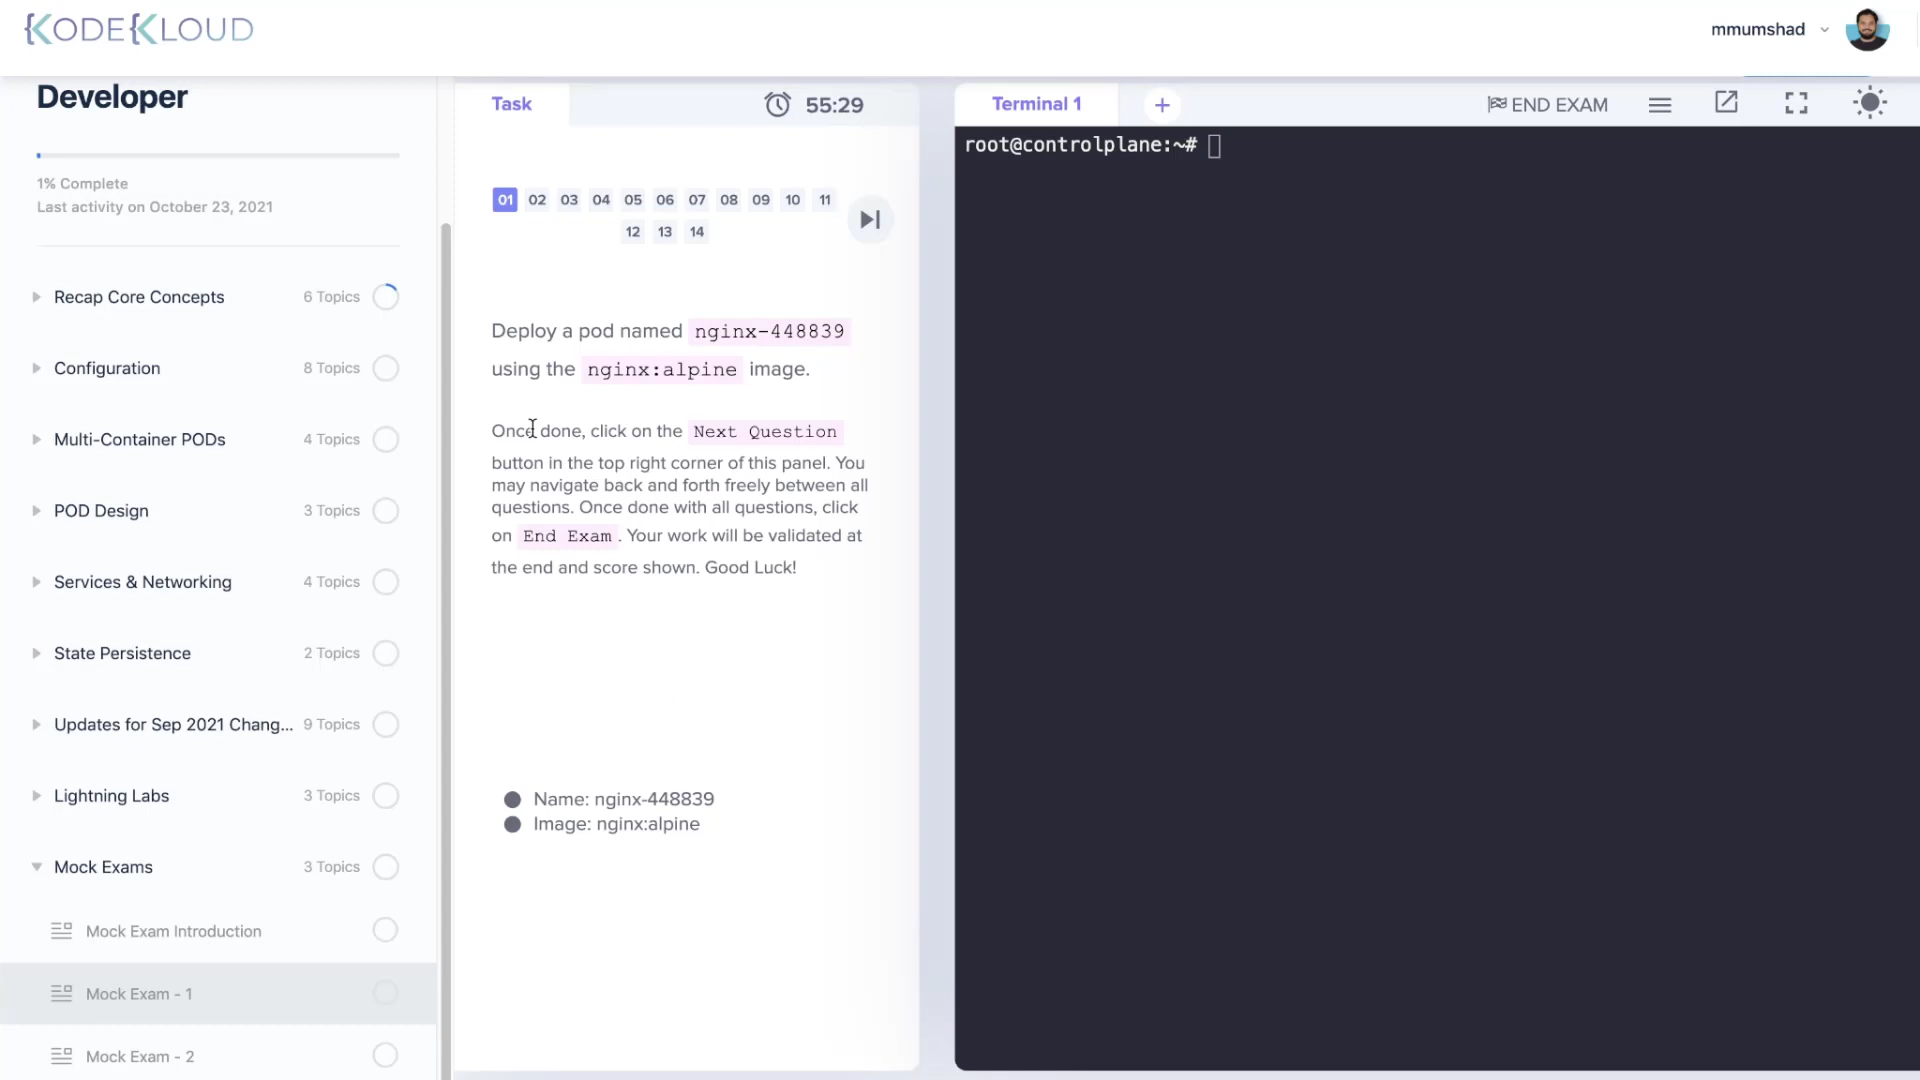 KODEKLOUD
mmumshad
Developer
1% Complete
Last activity on October 23, 2021
Recap Core Concepts 6 Topics
Configuration 8 Topics
Multi-Container PODs 4 Topics
POD Design 3 Topics
Services & Networking 4 Topics
State Persistence 2 Topics
Updates for Sep 2021 Chang... 9 Topics
Lightning Labs 3 Topics
Mock Exams 3 Topics
Mock Exam Introduction
Mock Exam - 1
Mock Exam - 2
Task
55:29
01 02 03 04 05 06 07 08 09 10 11
12 13 14
Deploy a pod named nginx-448839
using the nginx:alpine image.
Once done, click on the Next Question
button in the top right corner of this panel. You
may navigate back and forth freely between all
questions. Once done with all questions, click
on End Exam . Your work will be validated at
the end and score shown. Good Luck!
Name: nginx-448839
Image: nginx:alpine
Terminal 1 +
END EXAM
root@controlplane:~#